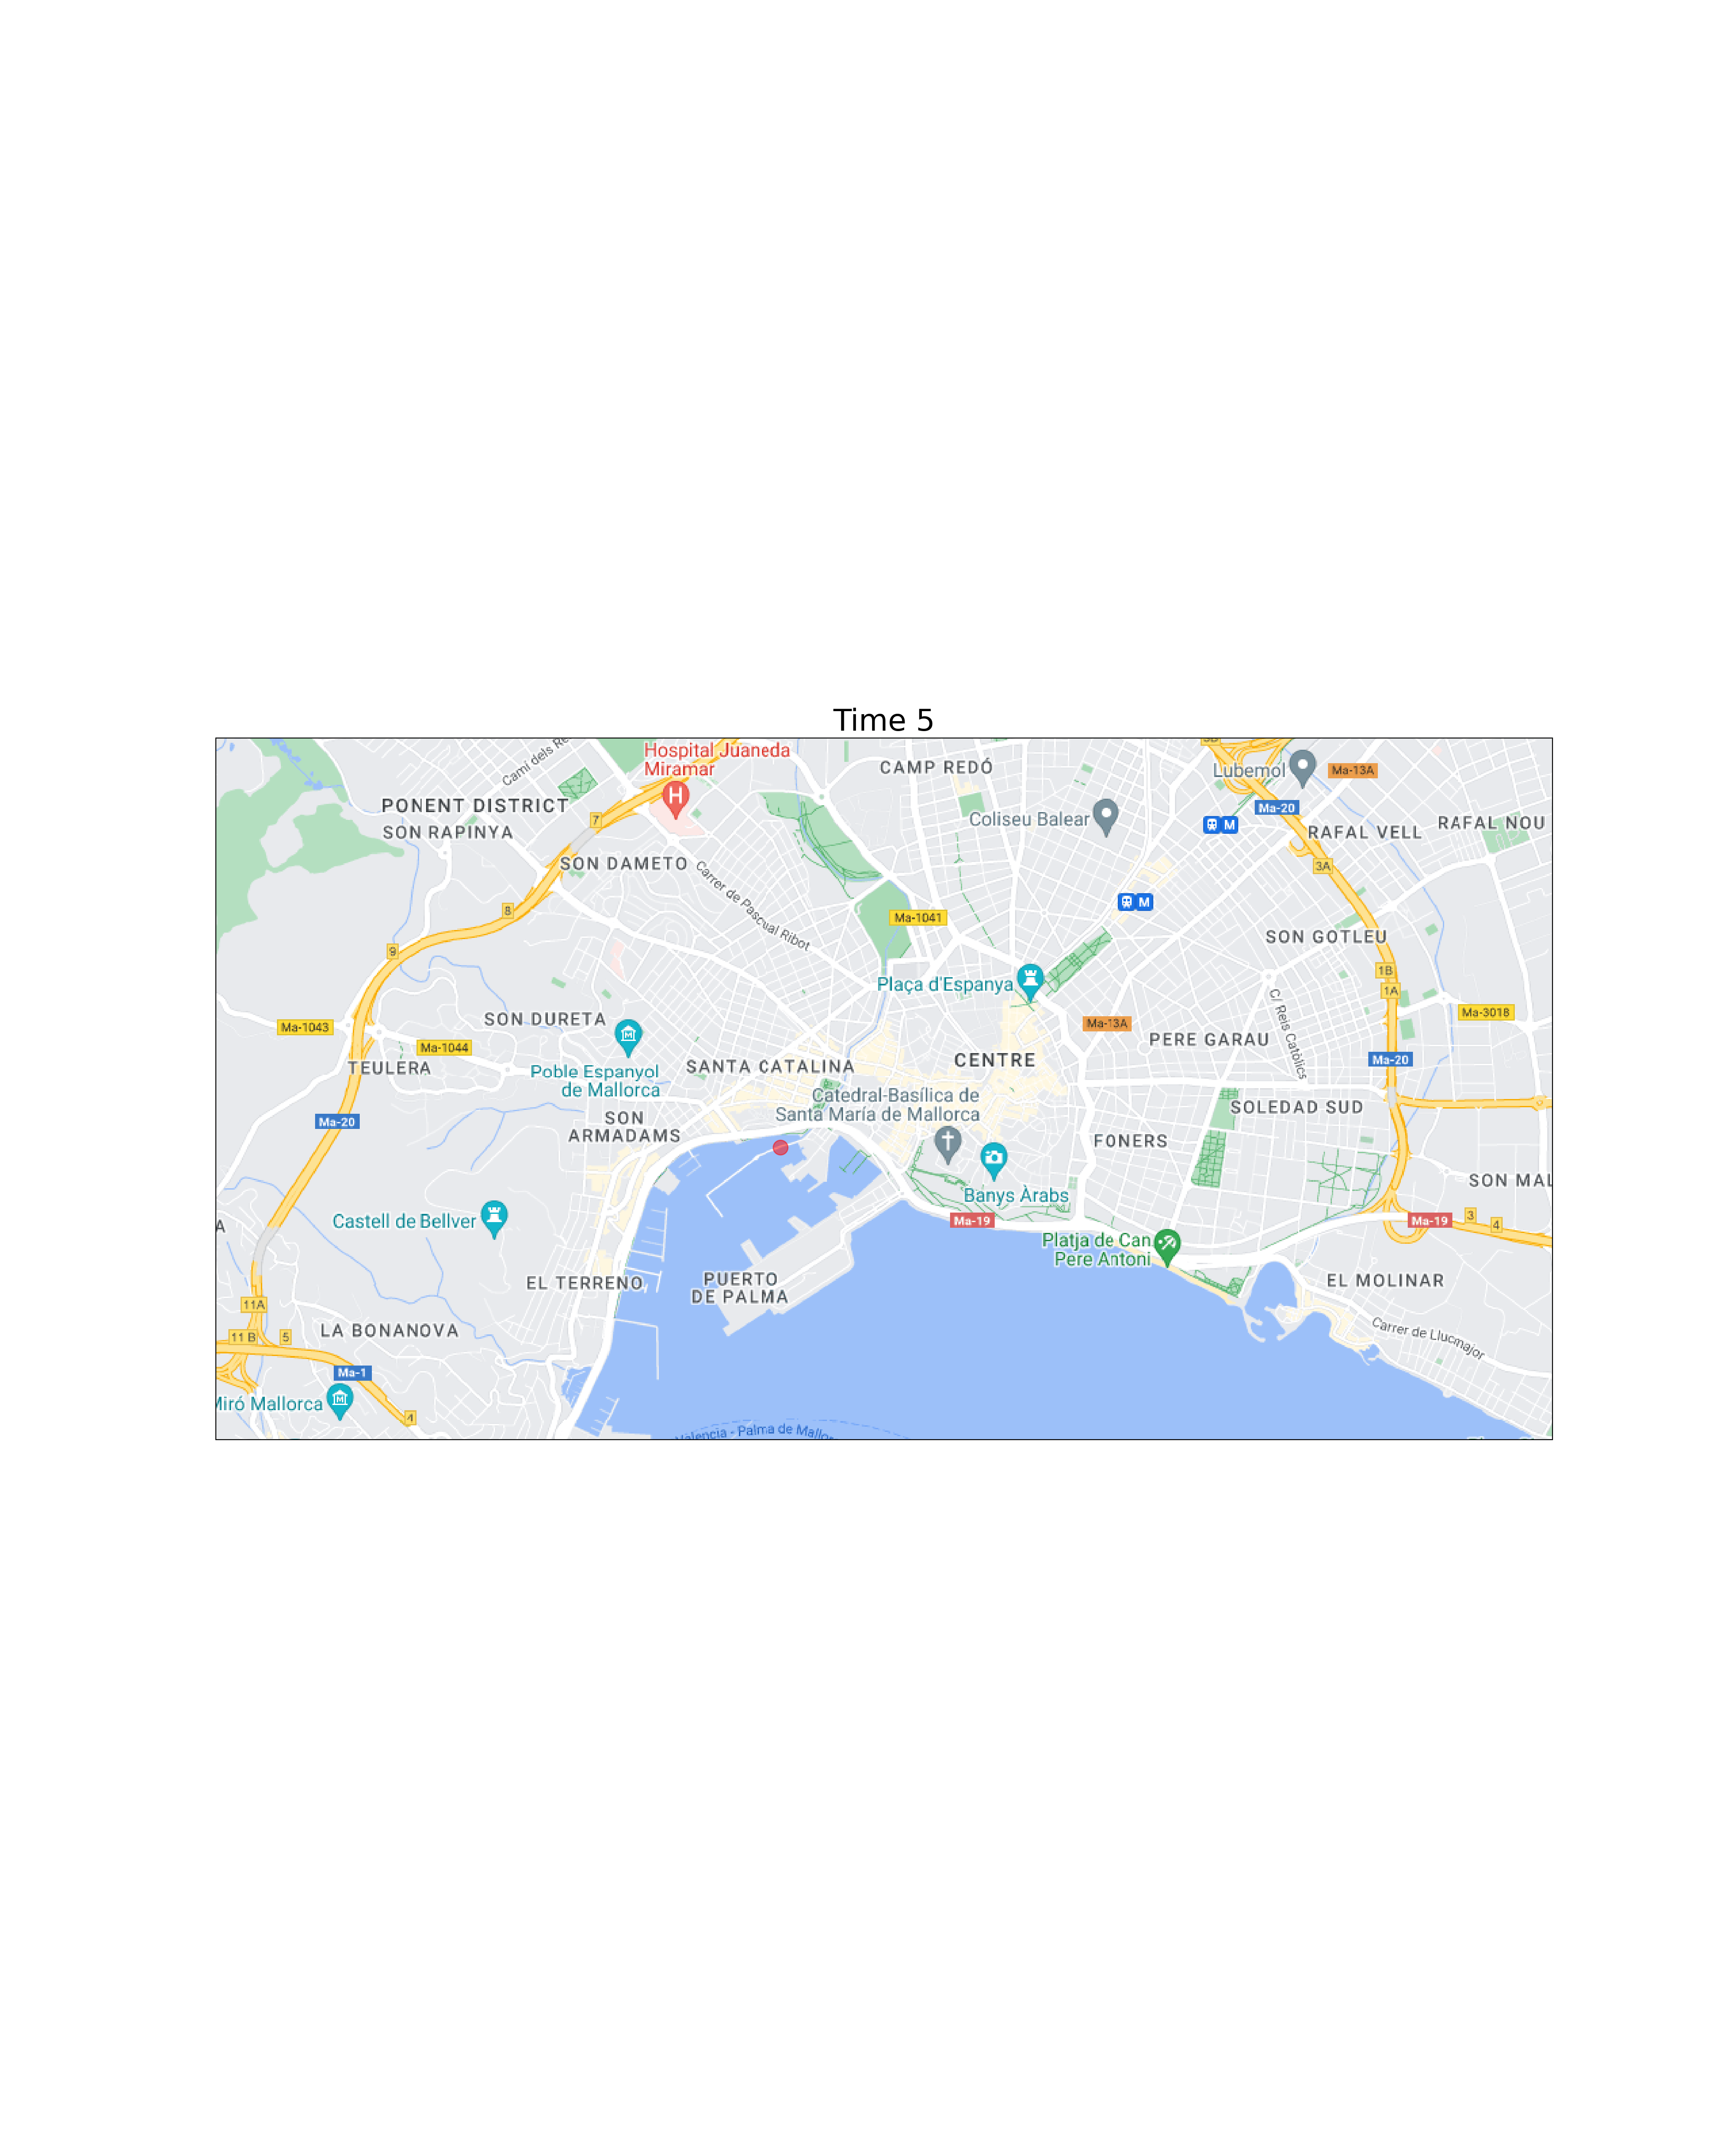 Time 5
Hospital Juaneda
Miramar
Camí dels Re
CAMP REDÓ
Lubemol
Ma-13A
PONENT DISTRICT
SON RAPINYA
7
Ma-20
Coliseu Balear
M
RAFAL VELL
RAFAL NOU
SON DAMETO
Carrer de Pascual Ribot
3A
M
8
Ma-1041
SON GOTLEU
9
1B
Plaça d'Espanya
1A
Ma-1043
SON DURETA
Ma-13A
C/ Reis Catòlics
Ma-3018
Ma-1044
PERE GARAU
TEULERA
Poble Espanyol
de Mallorca
SANTA CATALINA
CENTRE
Ma-20
Catedral-Basílica de
Santa María de Mallorca
SOLEDAD SUD
Ma-20
SON
ARMADAMS
FONERS
SON MAL
Banys Àrabs
Castell de Bellver
Ma-19
Ma-19
3
4
A
Platja de Can
Pere Antoni
EL TERRENO
PUERTO
DE PALMA
EL MOLINAR
11A
LA BONANOVA
11 B
5
Carrer de Llucmajor
Ma-1
Miró Mallorca
4
Valencia - Palma de Mallor